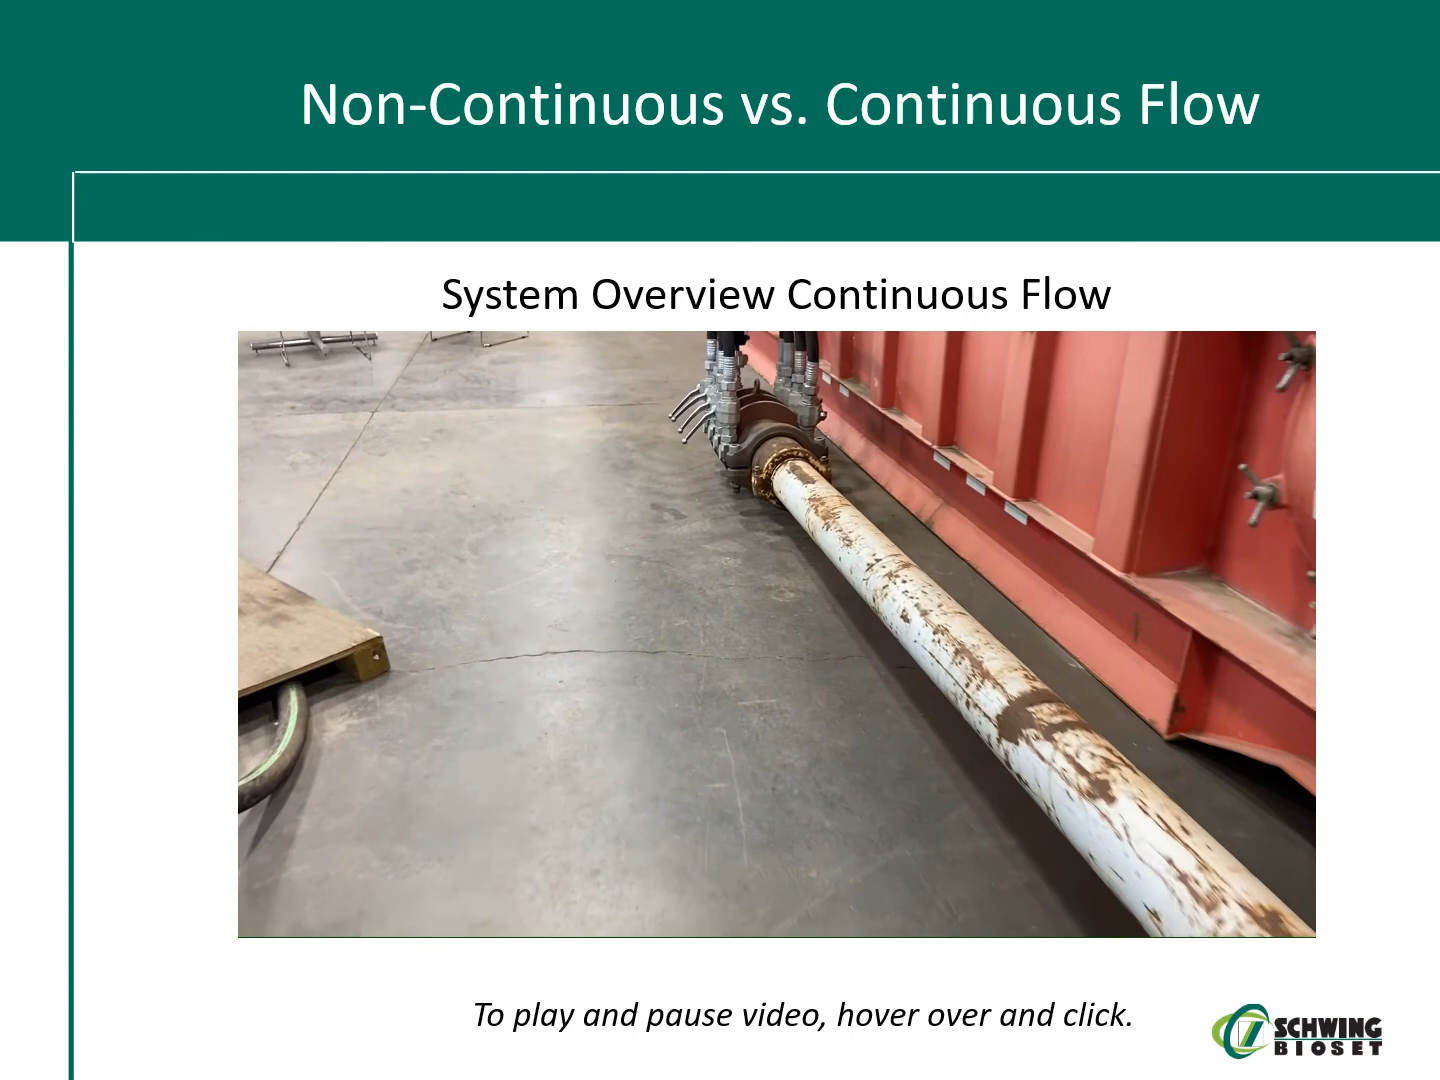 Non-Continuous vs. Continuous Flow
System Overview Continuous Flow
To play and pause video, hover over and click.
SCHWING
BIOSET